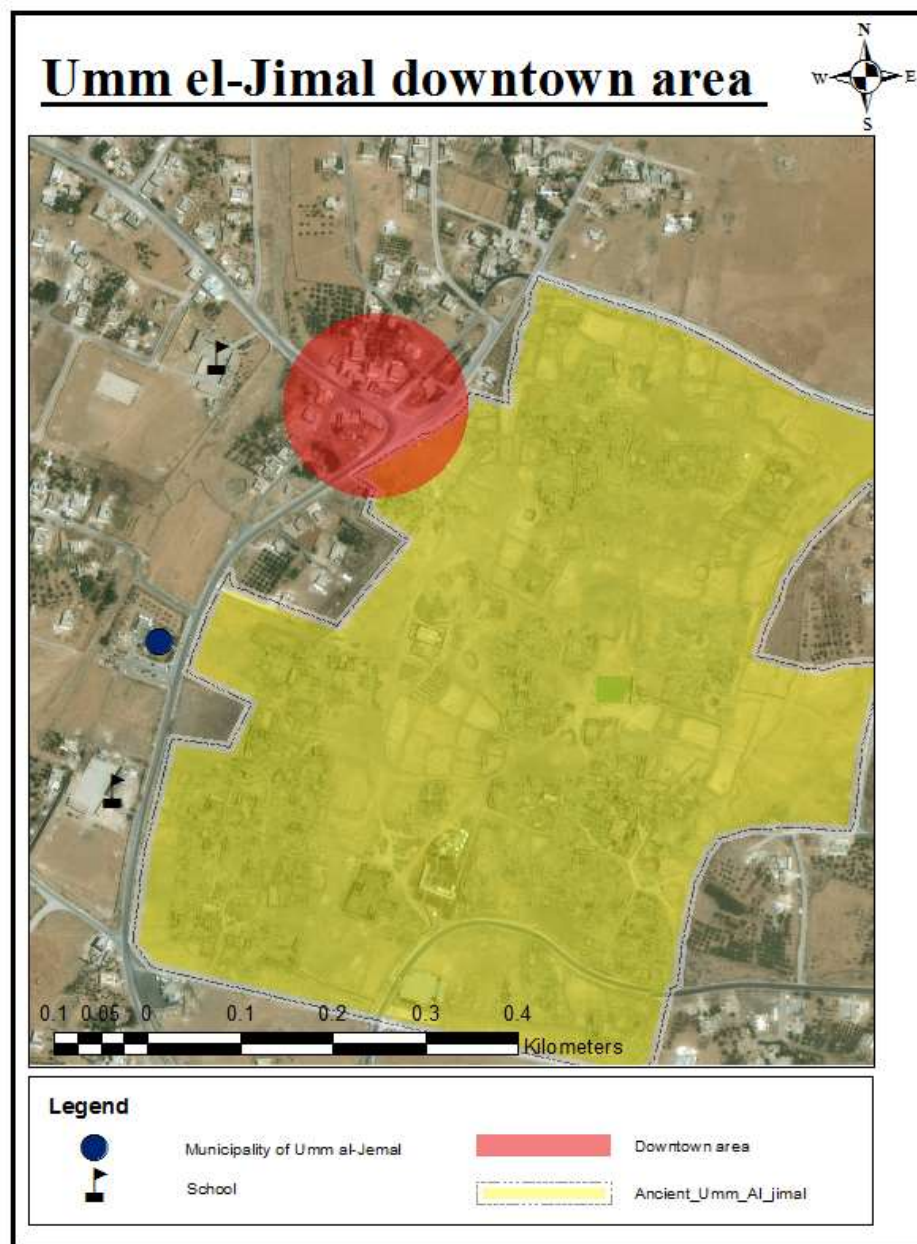 Umm el-Jimal downtown area
N
W E
S
0.1 0.05 0 0.1 0.2 0.3 0.4
Kilometers
Legend
Municipality of Umm al-Jemal
School
Downtown area
Ancient_Umm_Al_jimal